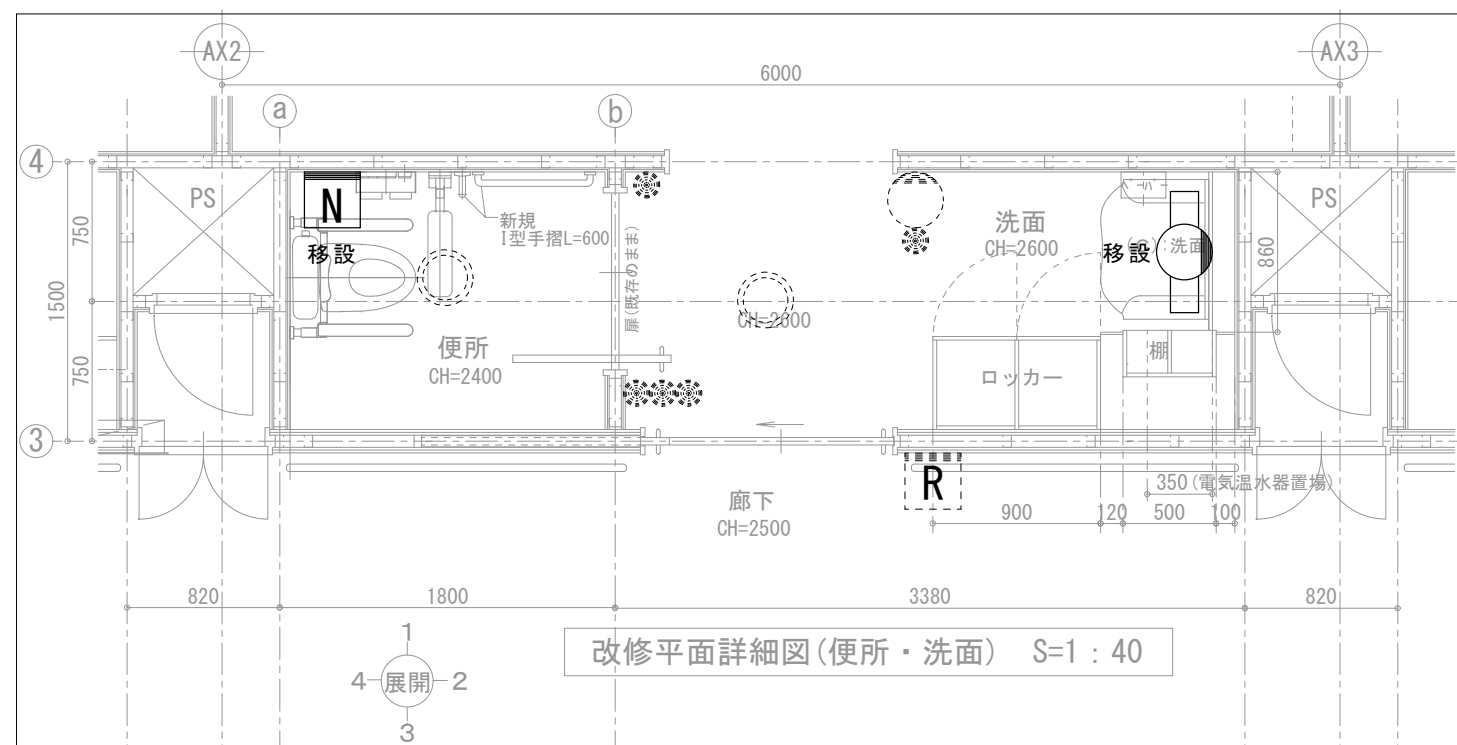 AX2
AX3
6000
a
b
4
PS
N
新規
I型手摺L=600
移設
便所
CH=2400
扉(既存のまま)
CH=2600
洗面
CH=2600
移設
洗面
860
PS
棚
ロッカー
750
1500
750
3
R
350(電気温水器置場)
廊下
CH=2500
900
120
500
100
820
1800
3380
820
改修平面詳細図(便所・洗面) S=1:40
1
4
展開
2
3